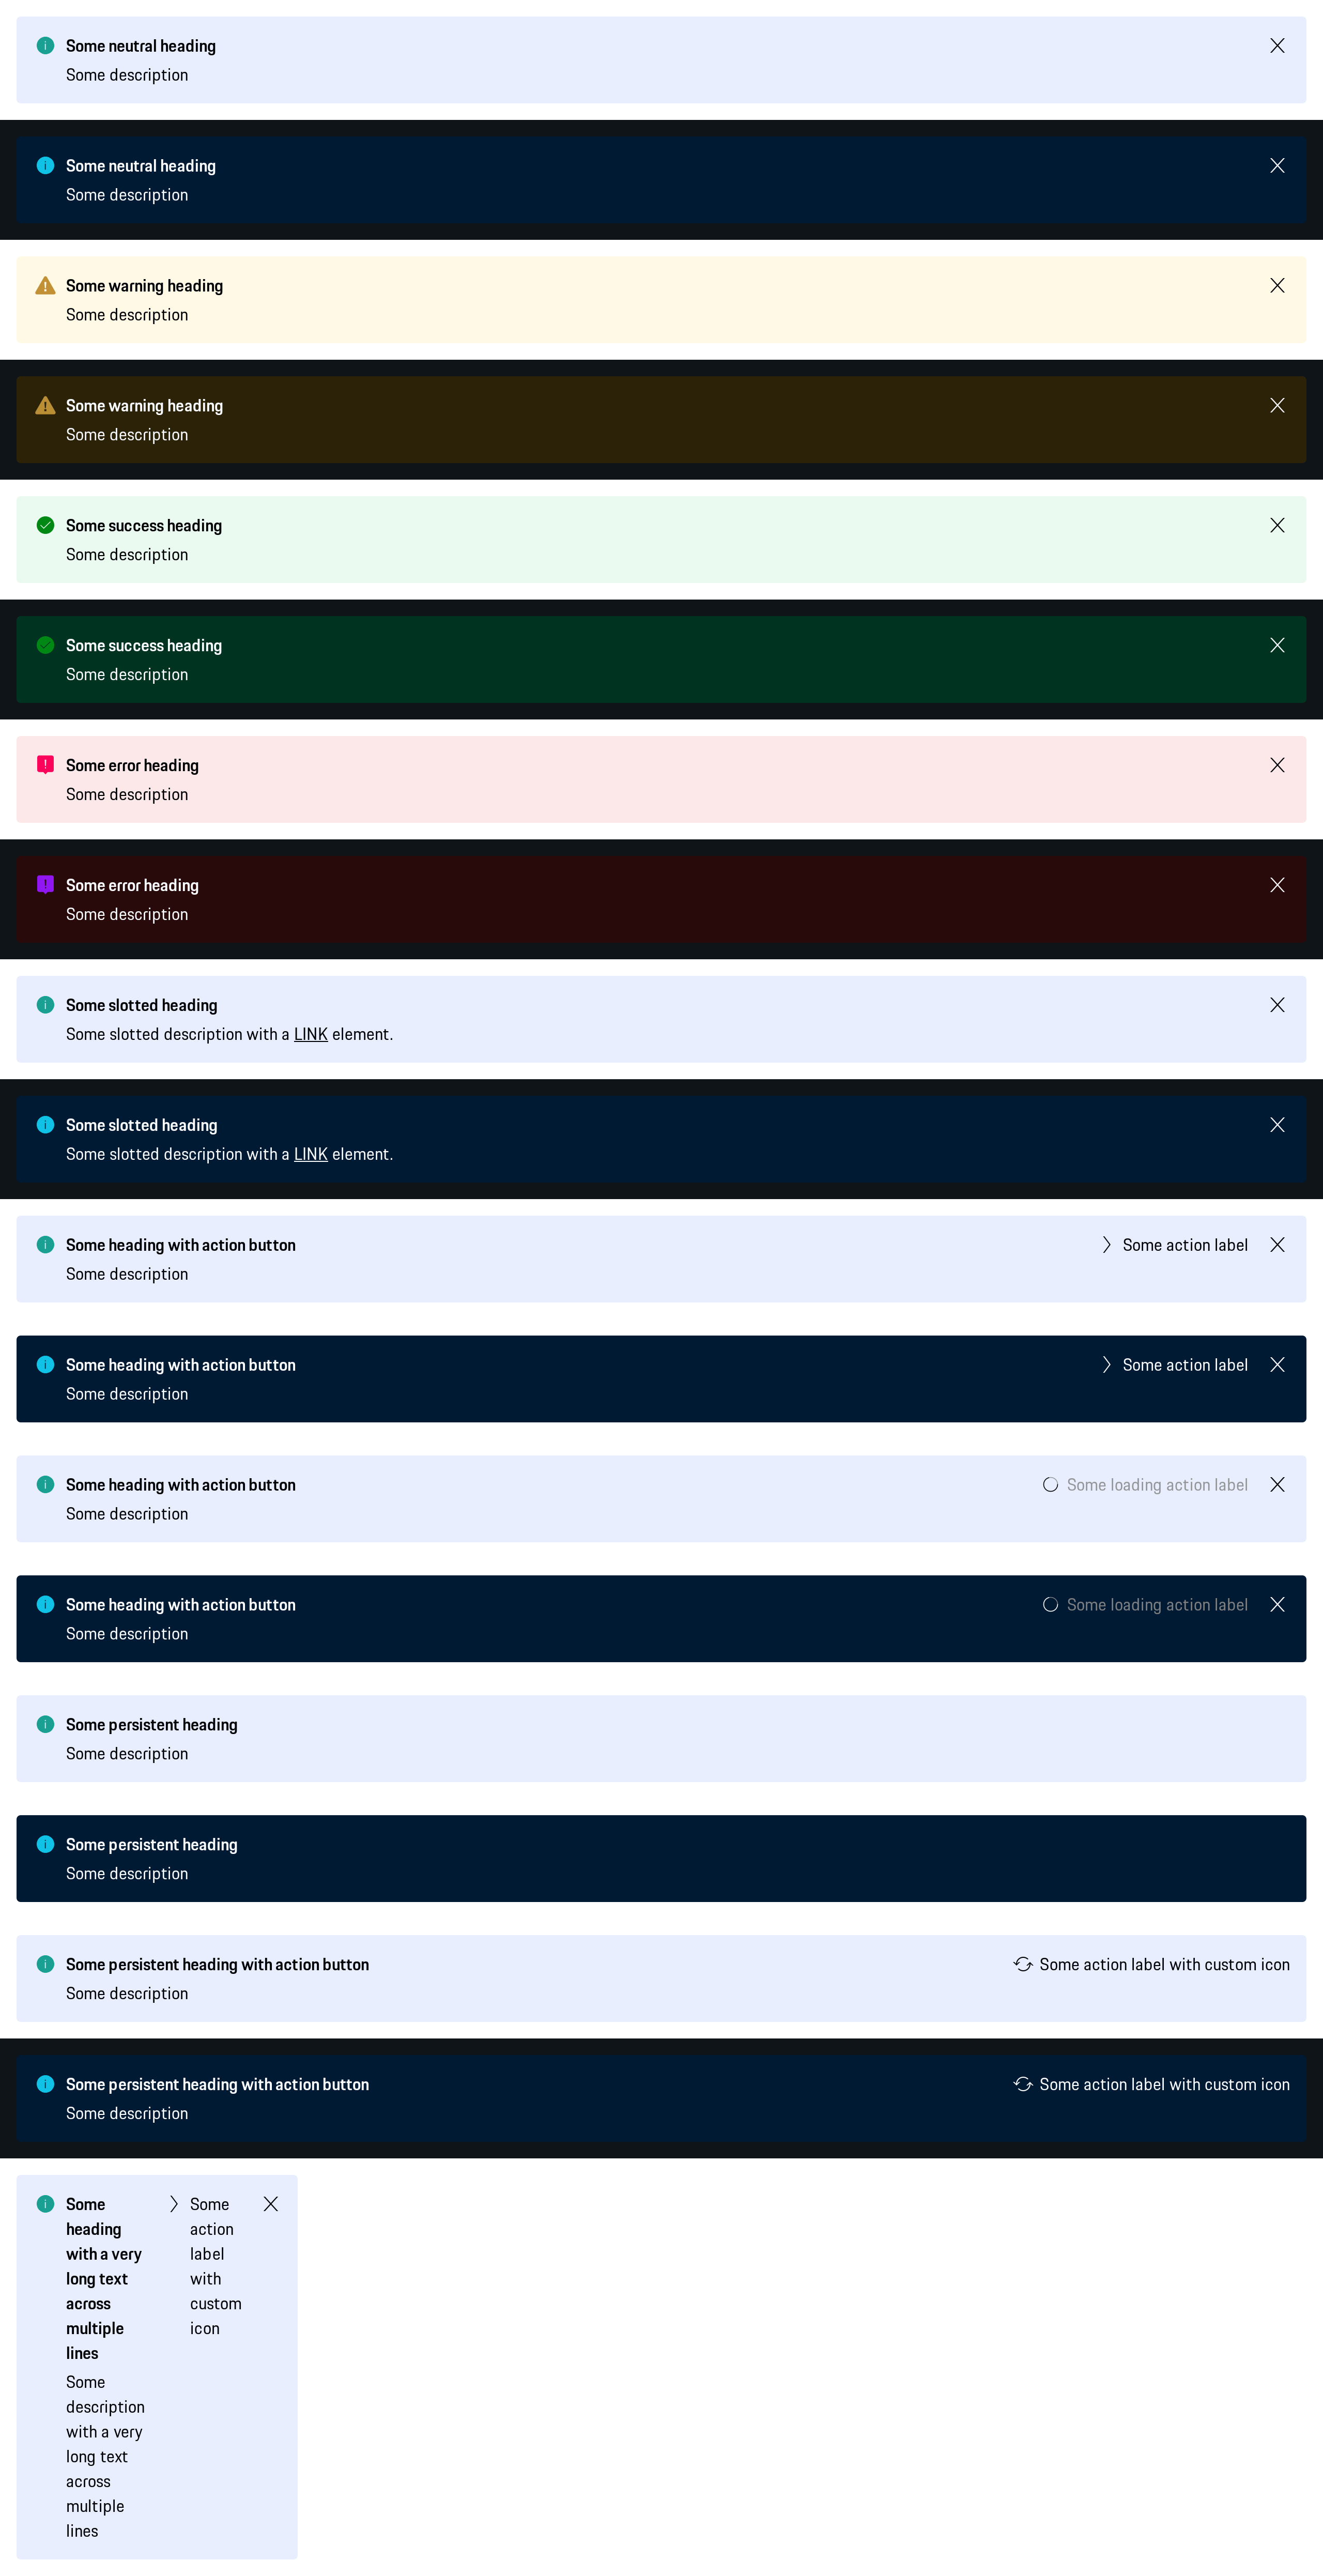 Some neutral heading
Some description
Some neutral heading
Some description
Some warning heading
Some description
Some warning heading
Some description
Some success heading
Some description
Some success heading
Some description
Some error heading
Some description
Some error heading
Some description
Some slotted heading
Some slotted description with a LINK element.
Some slotted heading
Some slotted description with a LINK element.
Some heading with action button
Some action label
Some description
Some heading with action button
Some action label
Some description
Some heading with action button
Some loading action label
Some description
Some heading with action button
Some loading action label
Some description
Some persistent heading
Some description
Some persistent heading
Some description
Some persistent heading with action button
Some action label with custom icon
Some description
Some persistent heading with action button
Some action label with custom icon
Some description
Some
heading
with a very
long text
across
multiple
lines
Some
description
with a very
long text
across
multiple
lines
Some
action
label
with
custom
icon